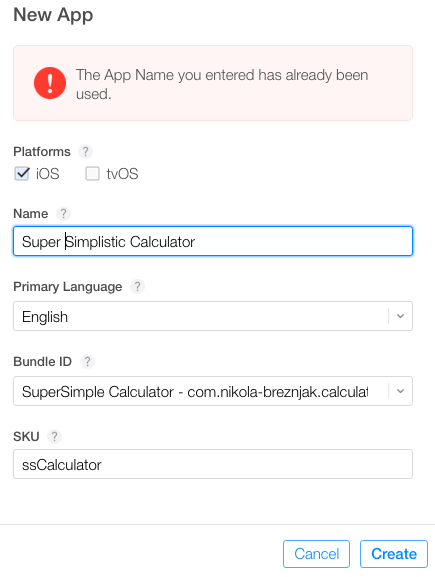 New App
!
The App Name you entered has already been
used.
Platforms ?
iOS tvOS
Name ?
Super Simplistic Calculator
Primary Language ?
English
Bundle ID ?
SuperSimple Calculator - com.nikola-breznjak.calculat
SKU ?
ssCalculator
Cancel Create